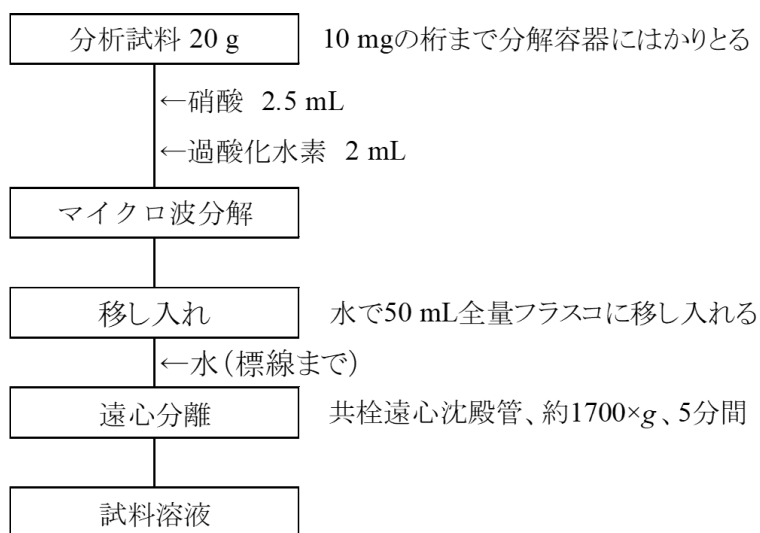 分析試料 20 g 10 mgの桁まで分解容器にはかりとる
←硝酸 2.5 mL
←過酸化水素 2 mL
マイクロ波分解
移し入れ 水で50 mL全量フラスコに移し入れる
←水(標線まで)
遠心分離 共栓遠心沈殿管、約1700×g、5分間
試料溶液